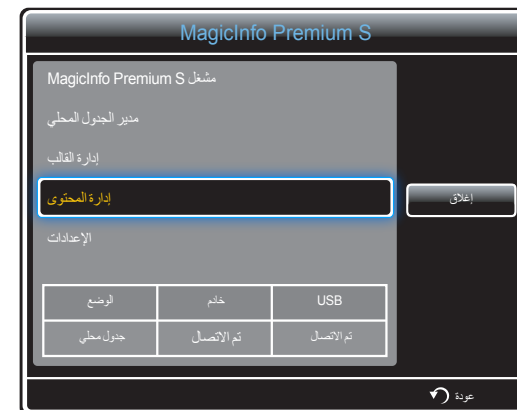 MagicInfo Premium S
مشغل MagicInfo Premium S
مدير الجدول المحلي
إدارة القالب
إدارة المحتوى
إغلاق
الإعدادات
الوضع خادم USB
جدول محلي تم الاتصال تم الاتصال
عودة